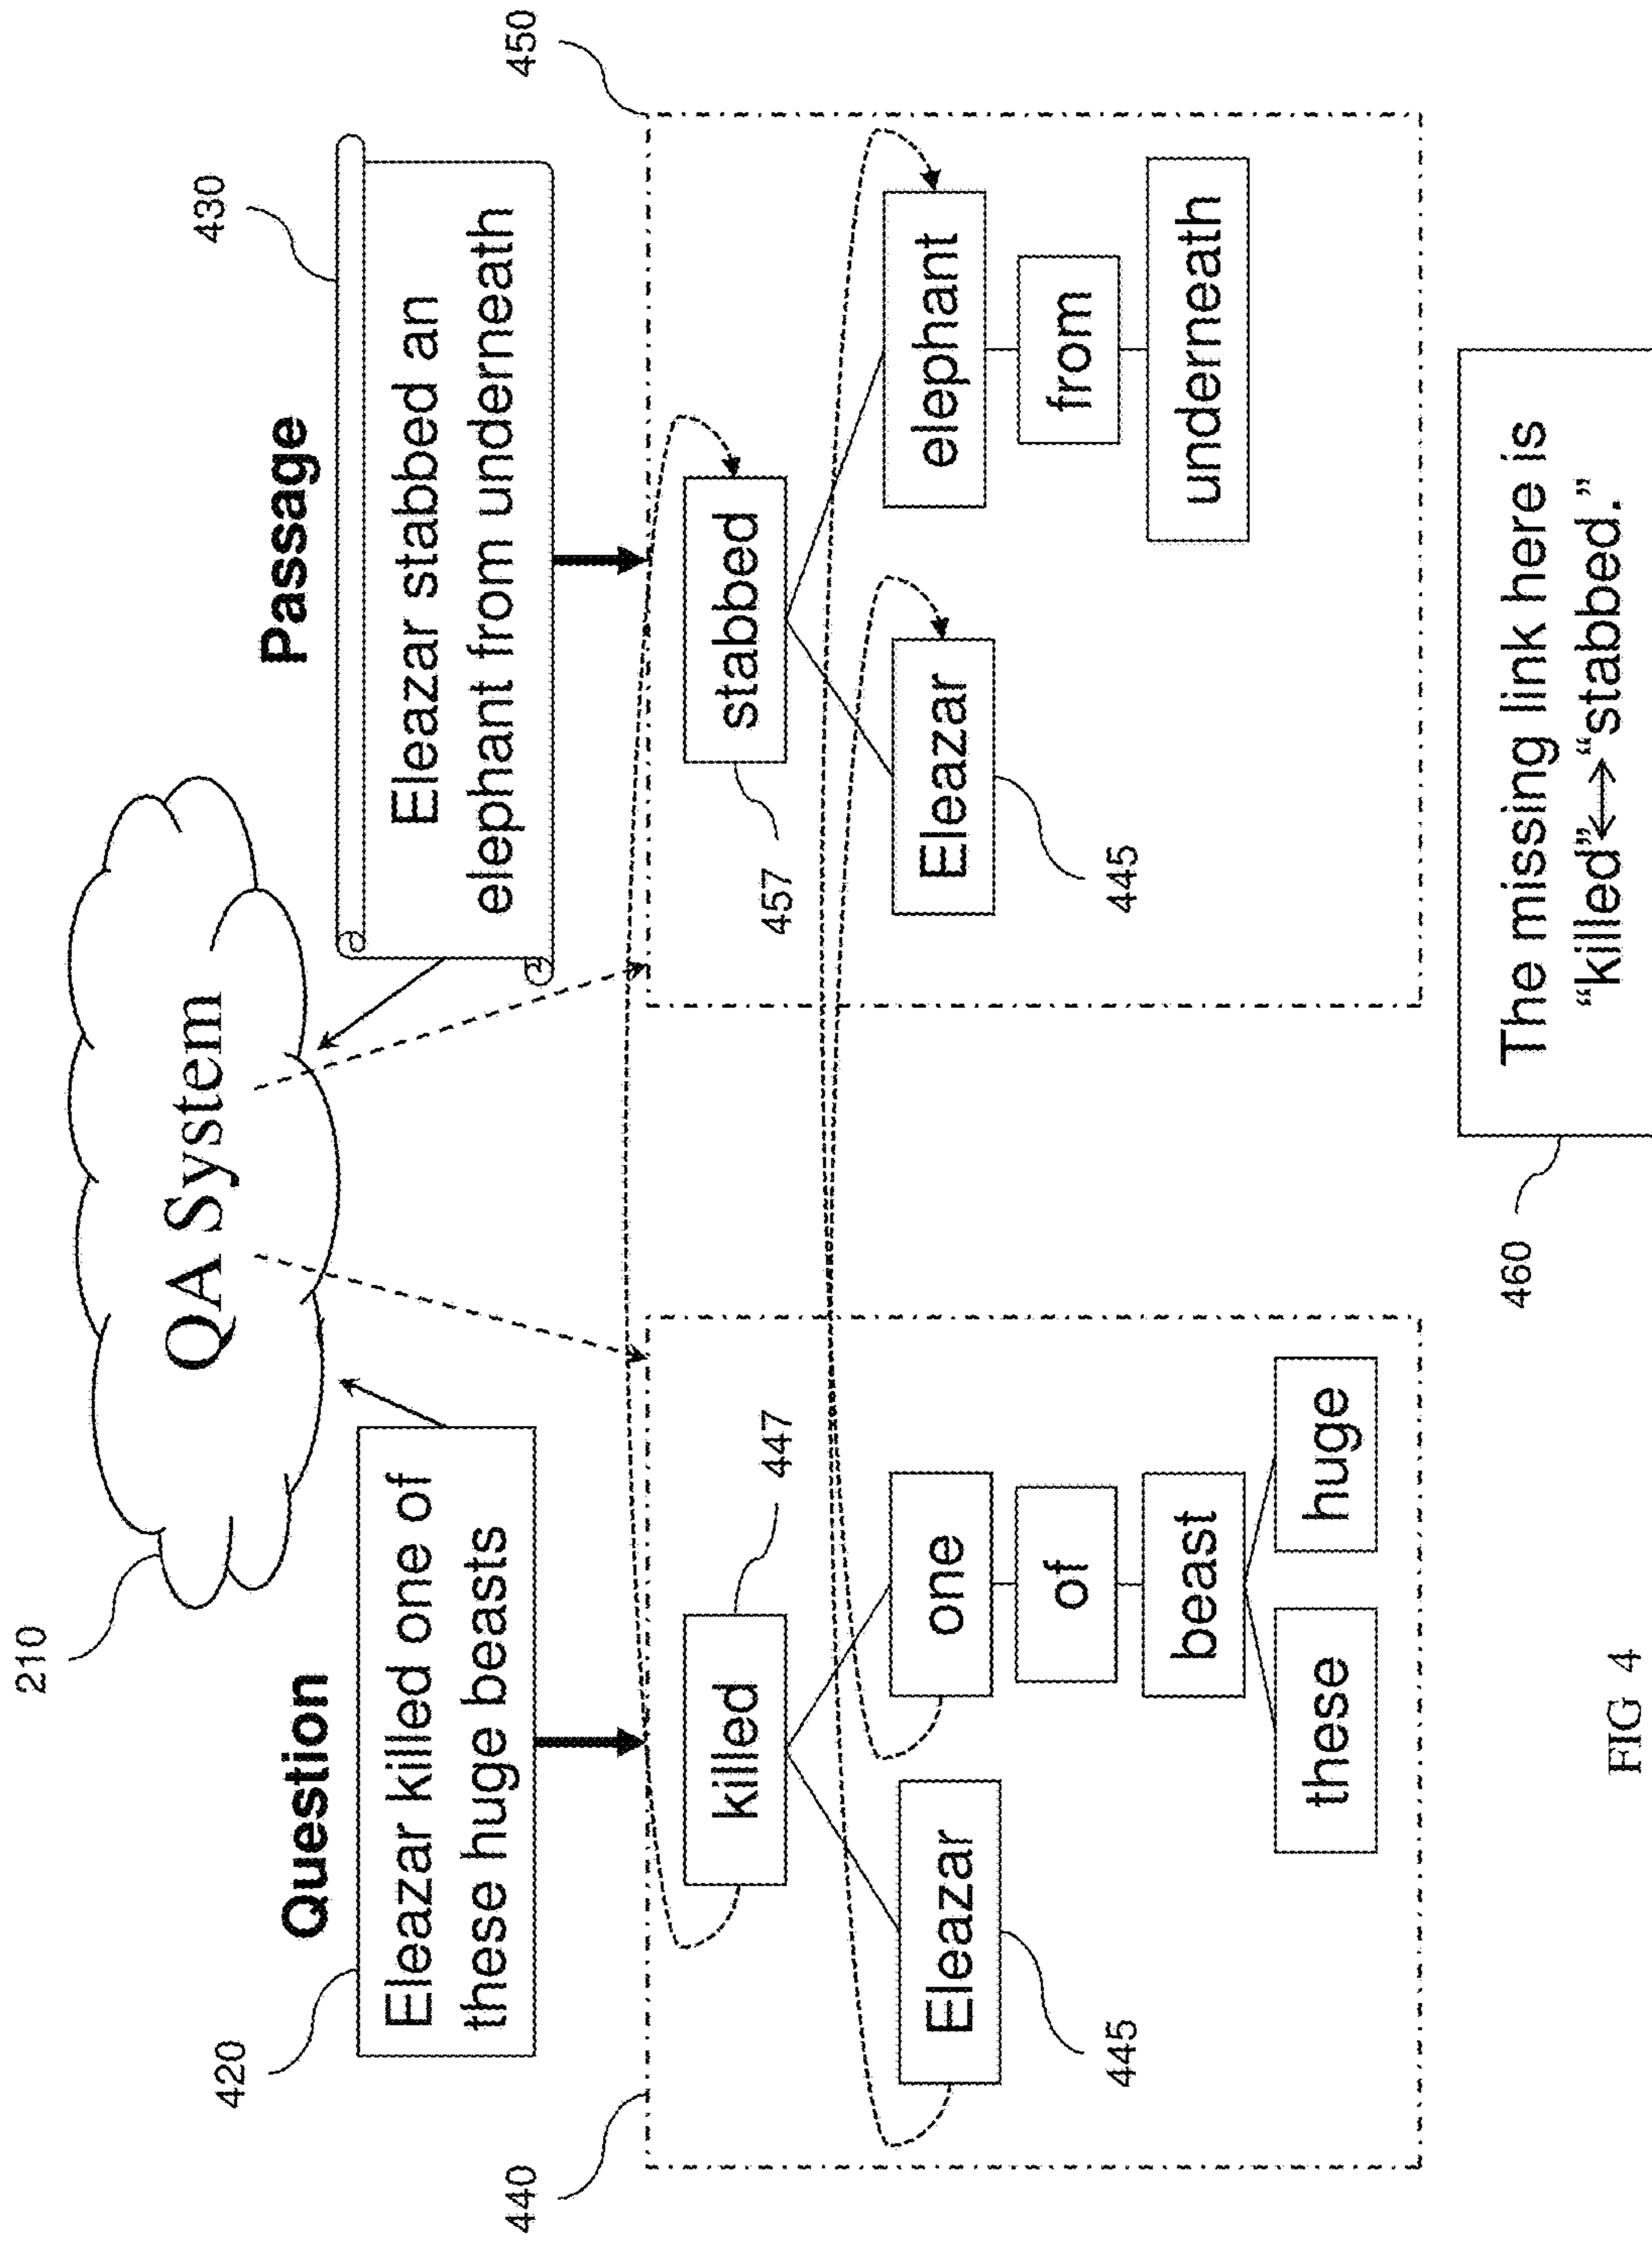 210
QA System
Question
Passage
420
Eleazar killed one of
these huge beasts
430
Eleazar stabbed an
elephant from underneath
440
450
killed
447
Eleazar
445
one
of
beast
these
huge
stabbed
457
Eleazar
445
elephant
from
underneath
460
The missing link here is
“killed”↔“stabbed.”
FIG 4